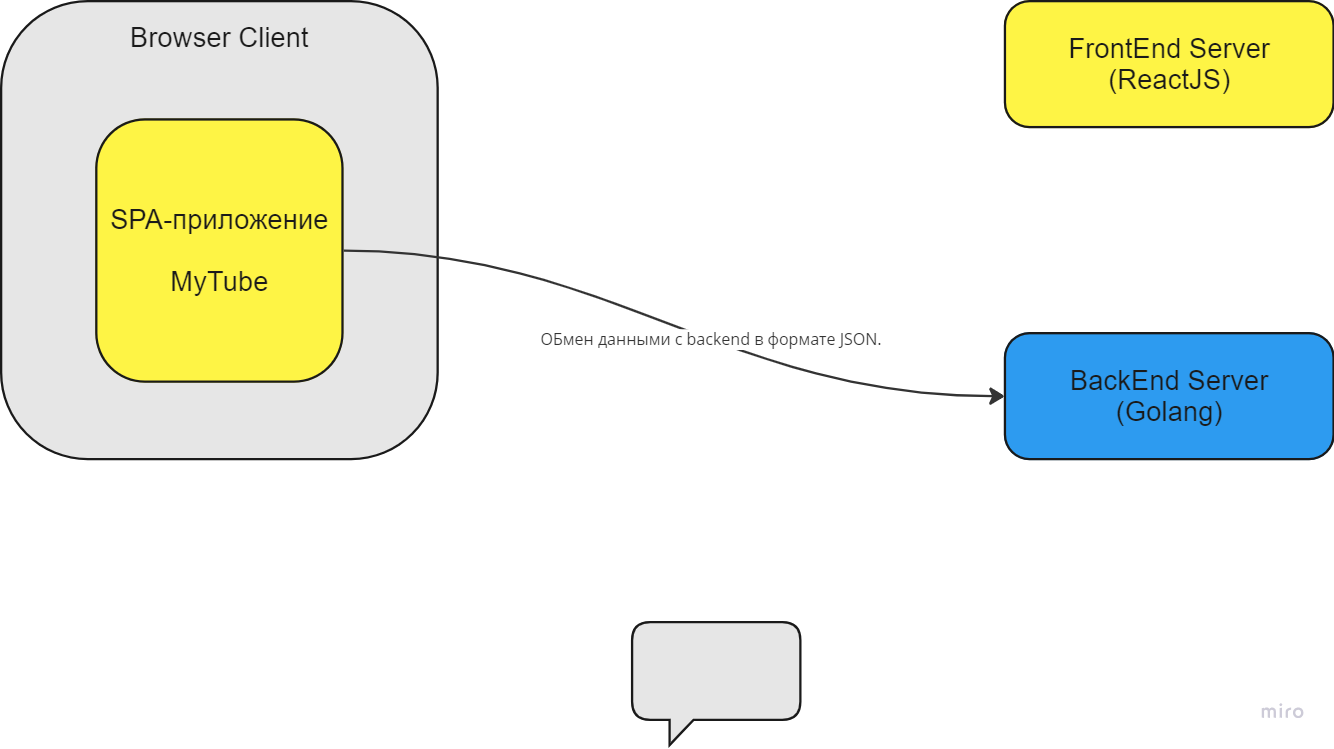 Browser Client
FrontEnd Server
(ReactJS)
SPA-приложение
MyTube
ОБмен данными с backend в формате JSON.
BackEnd Server
(Golang)
miro